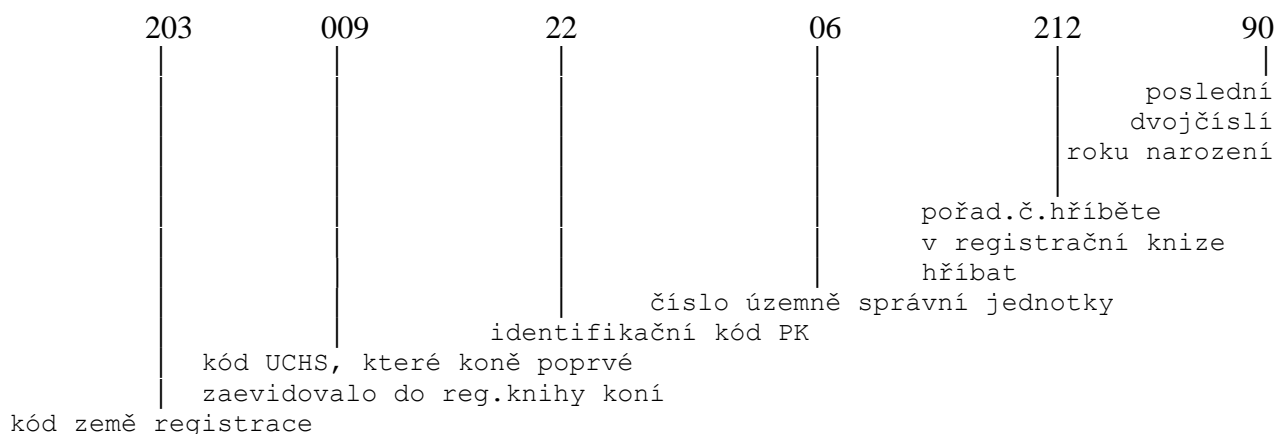 203 009 22 06 212 90
poslední
dvojčíslí
roku narození
pořad.č.hříběte
v registrační knize
hříbat
číslo územně správní jednotky
identifikační kód PK
kód UCHS, které koně poprvé
zaevidovalo do reg.knihy koní
kód země registrace